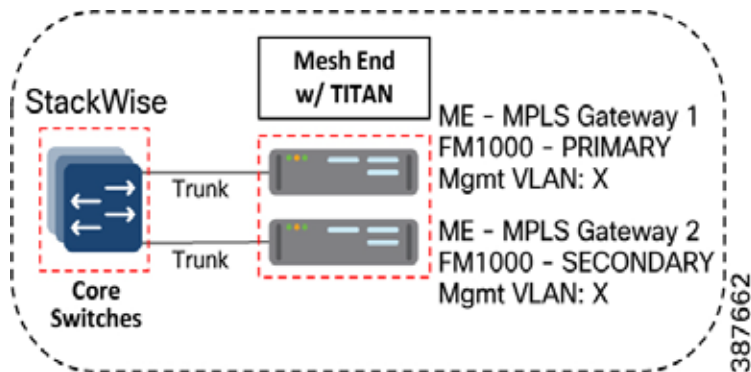 StackWise
Core
Switches
Trunk
Trunk
Mesh End
w/ TITAN
ME - MPLS Gateway 1
FM1000 - PRIMARY
Mgmt VLAN: X
ME - MPLS Gateway 2
FM1000 - SECONDARY
Mgmt VLAN: X
387662